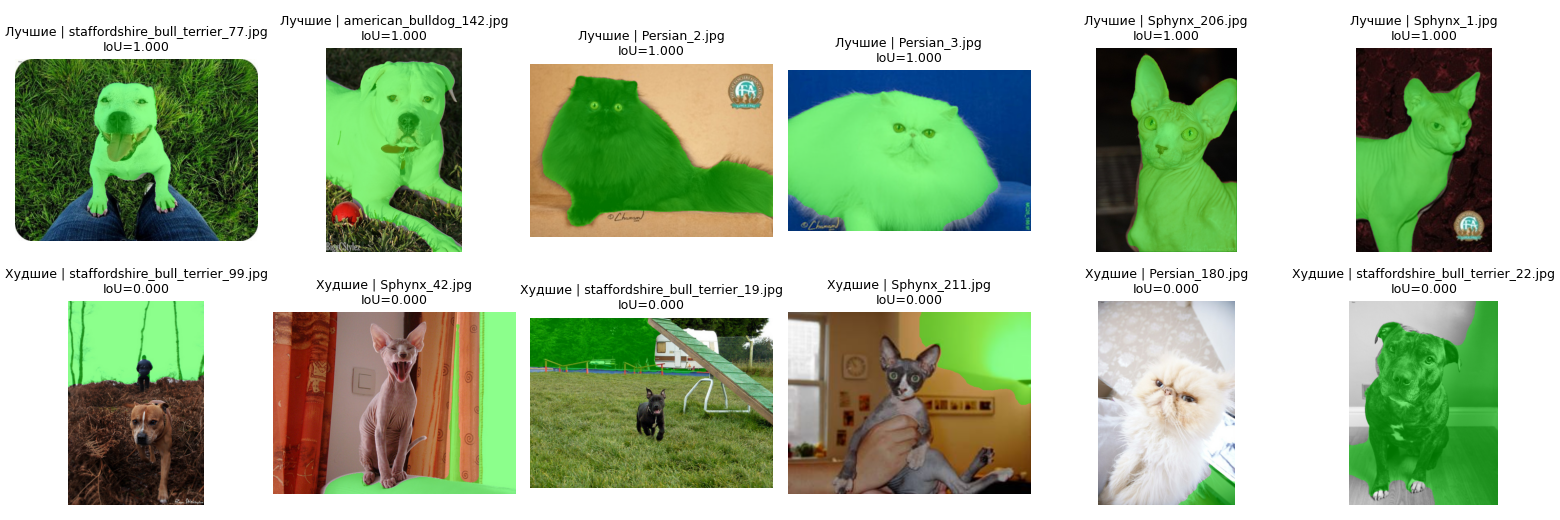 Лучшие | staffordshire_bull_terrier_77.jpg
IoU=1.000
Лучшие | american_bulldog_142.jpg
IoU=1.000
Лучшие | Persian_2.jpg
IoU=1.000
Лучшие | Persian_3.jpg
IoU=1.000
Лучшие | Sphynx_206.jpg
IoU=1.000
Лучшие | Sphynx_1.jpg
IoU=1.000
Худшие | staffordshire_bull_terrier_99.jpg
IoU=0.000
Худшие | Sphynx_42.jpg
IoU=0.000
Худшие | staffordshire_bull_terrier_19.jpg
IoU=0.000
Худшие | Sphynx_211.jpg
IoU=0.000
Худшие | Persian_180.jpg
IoU=0.000
Худшие | staffordshire_bull_terrier_22.jpg
IoU=0.000